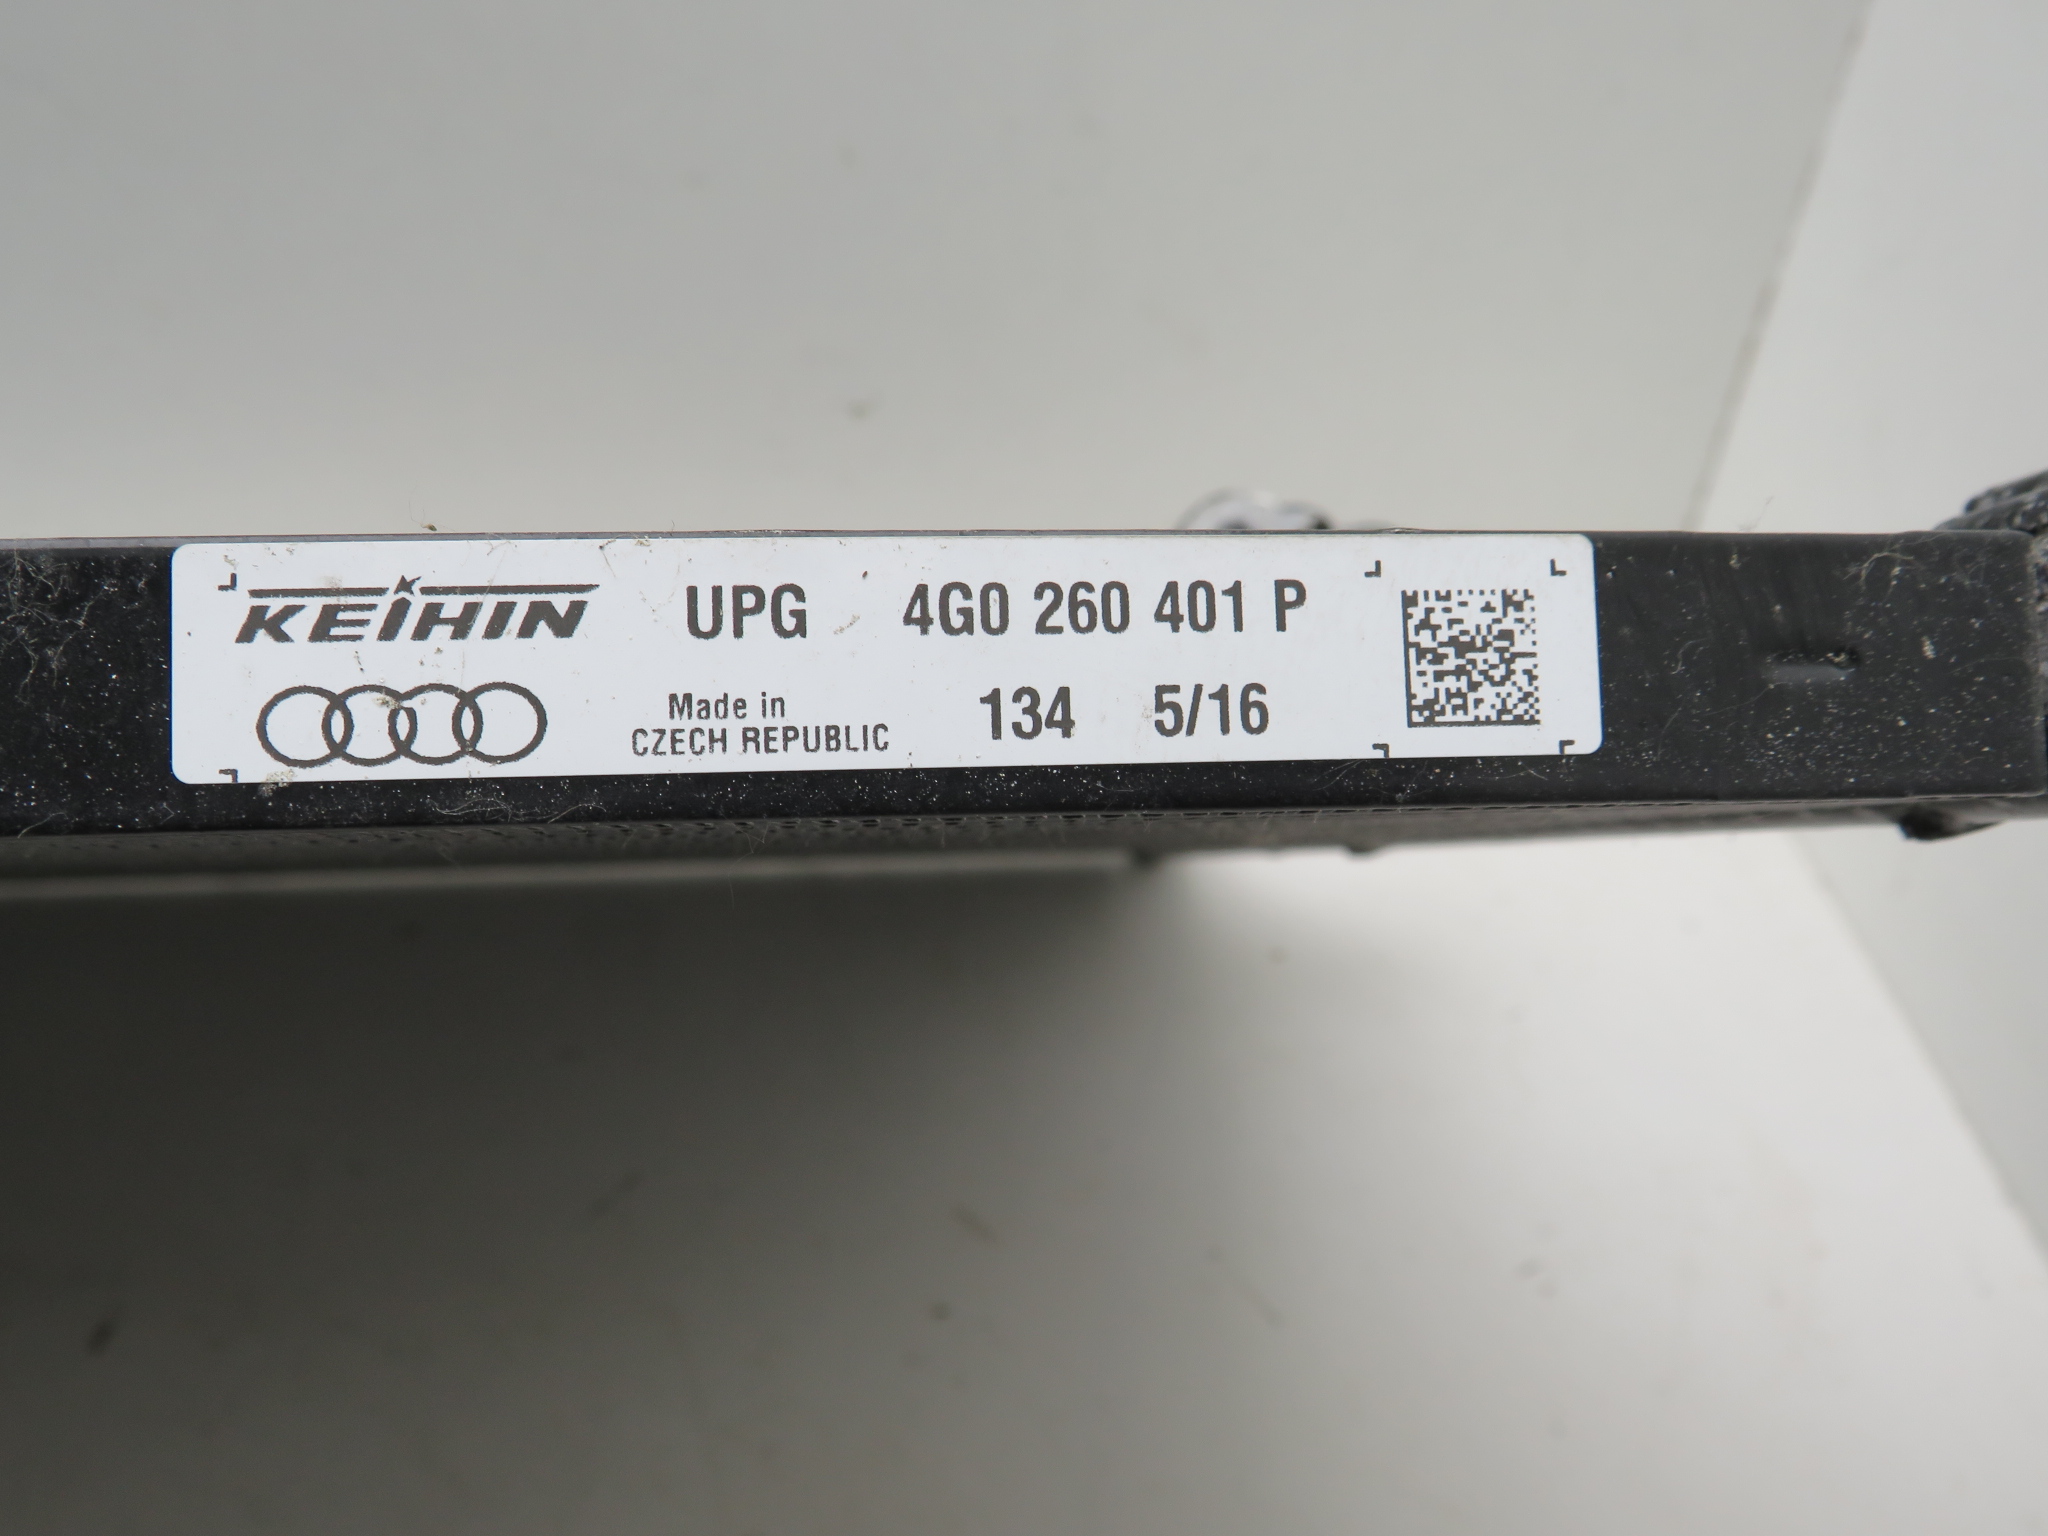 KEIHIN UPG 4G0 260 401 P
Made in
CZECH REPUBLIC 134 5/16